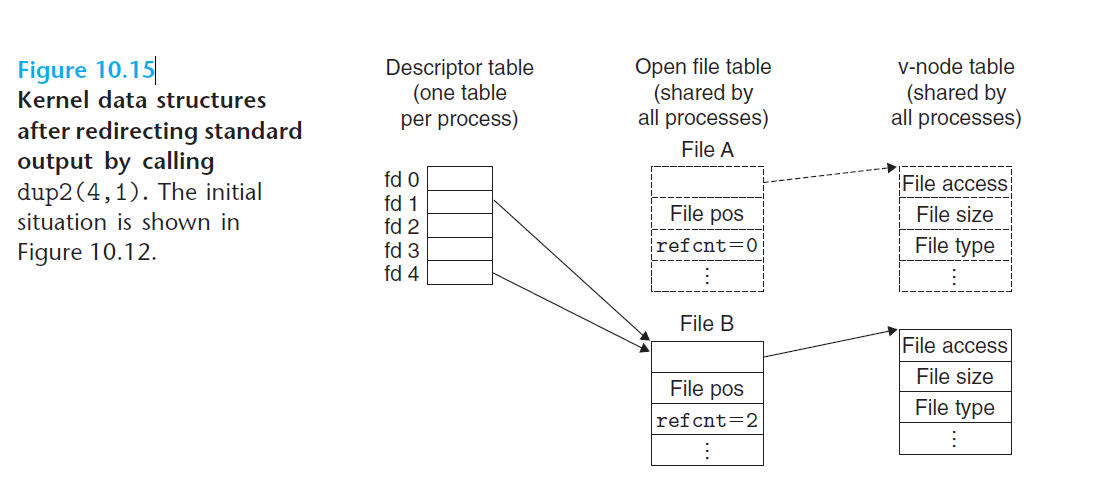 Figure 10.15
Kernel data structures
after redirecting standard
output by calling
dup2(4,1). The initial
situation is shown in
Figure 10.12.
Descriptor table
(one table
per process)
Open file table
(shared by
all processes)
v-node table
(shared by
all processes)
fd 0
fd 1
fd 2
fd 3
fd 4
File A
File pos
refcnt=0
⋮
File access
File size
File type
⋮
File B
File pos
refcnt=2
⋮
File access
File size
File type
⋮